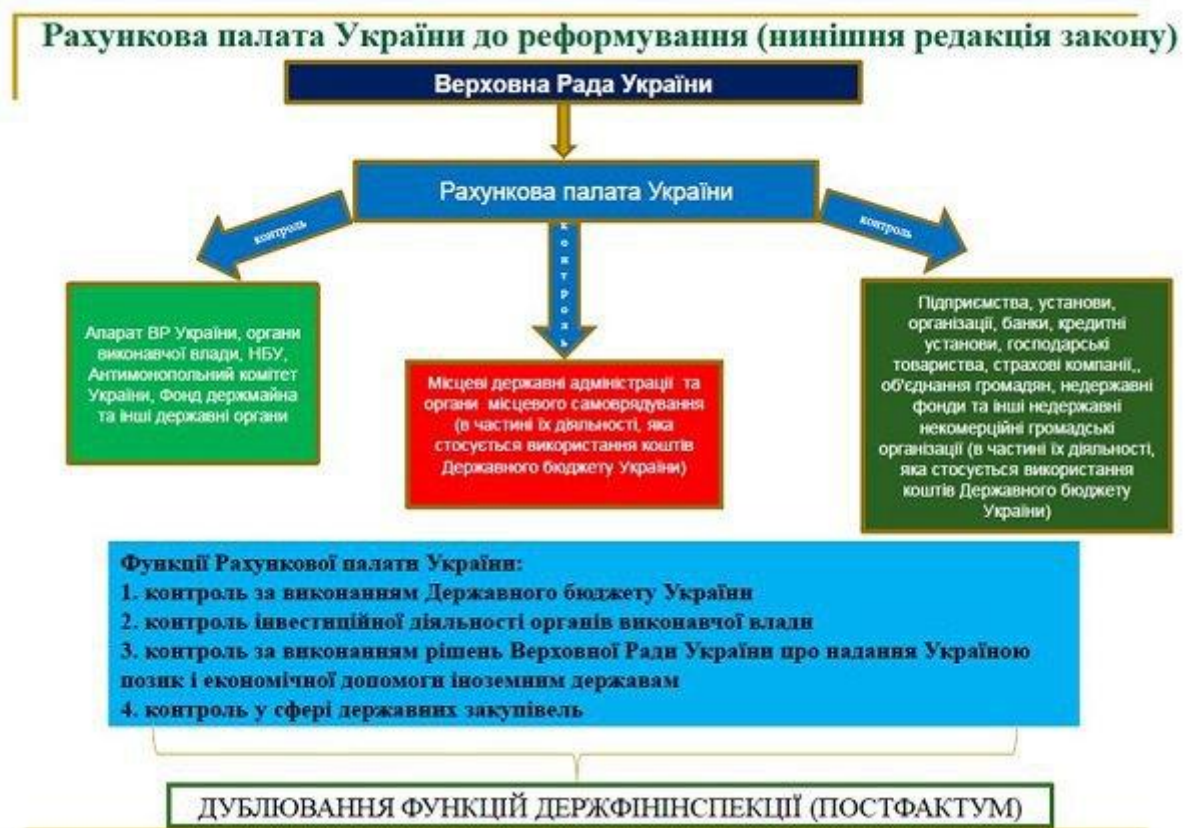 Рахункова палата України до реформування (нинішня редакція закону)
Верховна Рада України
Рахункова палата України
контроль
контроль
контроль
Апарат ВР України, органи
виконавчої влади, НБУ,
Антимонопольний комітет
України, Фонд держмайна
та інші державні органи
Місцеві державні адміністрації та
органи місцевого самоврядування
(в частині їх діяльності, яка
стосується використання коштів
Державного бюджету України)
Підприємства, установи,
організації, банки, кредитні
установи, господарські
товариства, страхові компанії,,
об'єднання громадян, недержавні
фонди та інші недержавні
некомерційні громадські
організації (в частині їх діяльності,
яка стосується використання
коштів Державного бюджету
України)
Функції Рахункової палати України:
1. контроль за виконанням Державного бюджету України
2. контроль інвестиційної діяльності органів виконавчої влади
3. контроль за виконанням рішень Верховної Ради України про надання Україною
позик і економічної допомоги іноземним державам
4. контроль у сфері державних закупівель
ДУБЛЮВАННЯ ФУНКЦІЙ ДЕРЖФІНІНСПЕКЦІЇ (ПОСТФАКТУМ)